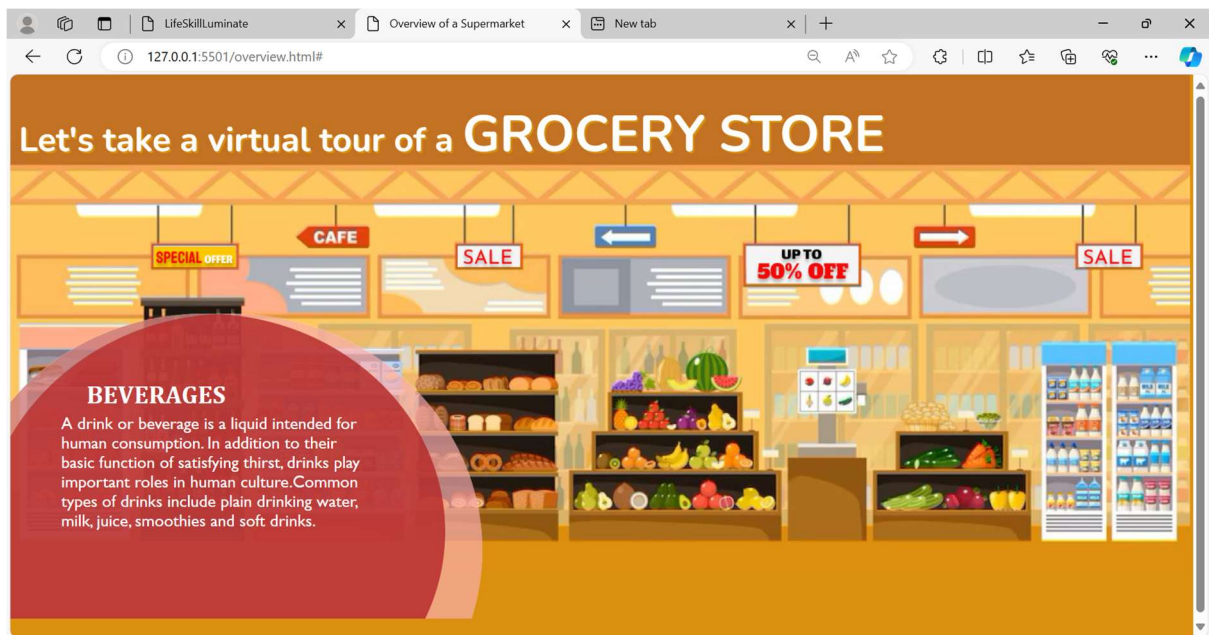 LifeSkillLuminate
Overview of a Supermarket
New tab
127.0.0.1:5501/overview.html#
Let's take a virtual tour of a GROCERY STORE
CAFE
SPECIAL OFFER
SALE
UP TO
50% OFF
SALE
BEVERAGES
A drink or beverage is a liquid intended for
human consumption. In addition to their
basic function of satisfying thirst, drinks play
important roles in human culture.Common
types of drinks include plain drinking water,
milk, juice, smoothies and soft drinks.